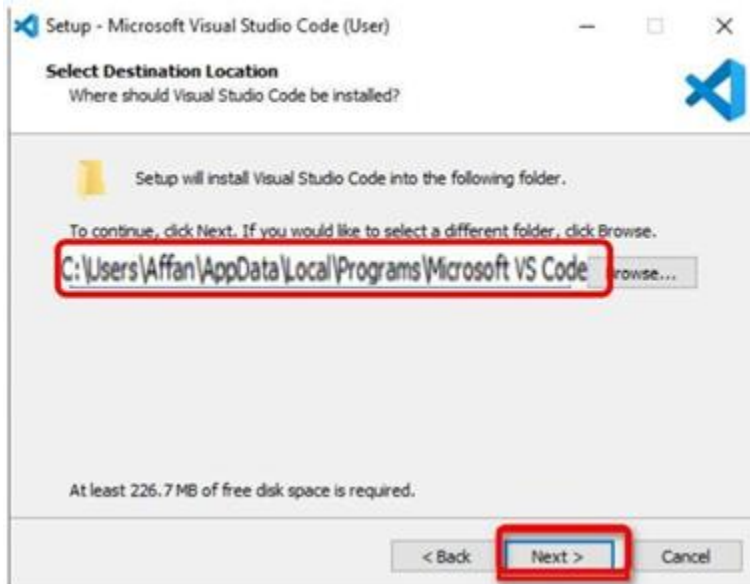 Setup - Microsoft Visual Studio Code (User)
Select Destination Location
Where should Visual Studio Code be installed?
Setup will install Visual Studio Code into the following folder.
To continue, click Next. If you would like to select a different folder, click Browse.
C:\Users\Affan\AppData\Local\Programs\Microsoft VS Code
rowse...
At least 226.7 MB of free disk space is required.
< Back Next > Cancel